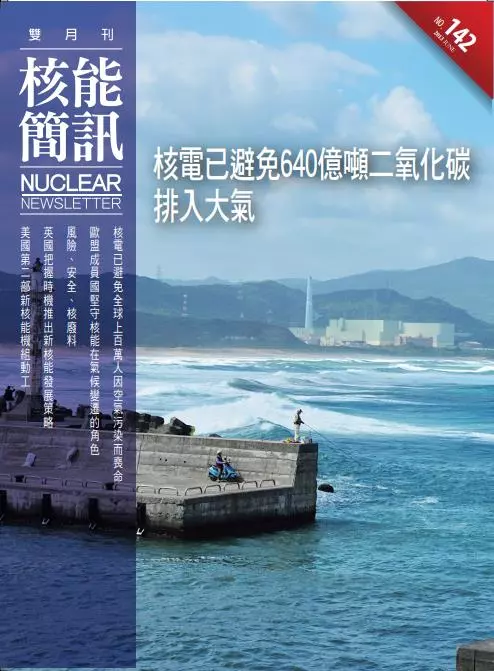 雙月刊
核能
簡訊
NUCLEAR
NEWSLETTER
NO.142
2013 JUNE
核電已避免640億噸二氧化碳
排入大氣
核電已避免全球上百萬人因空氣污染而喪命
歐盟成員國堅守核能在氣候變遷的角色
風險、安全、核廢料
英國把握時機推出新核能發展策略
美國第二部新核能機組動工